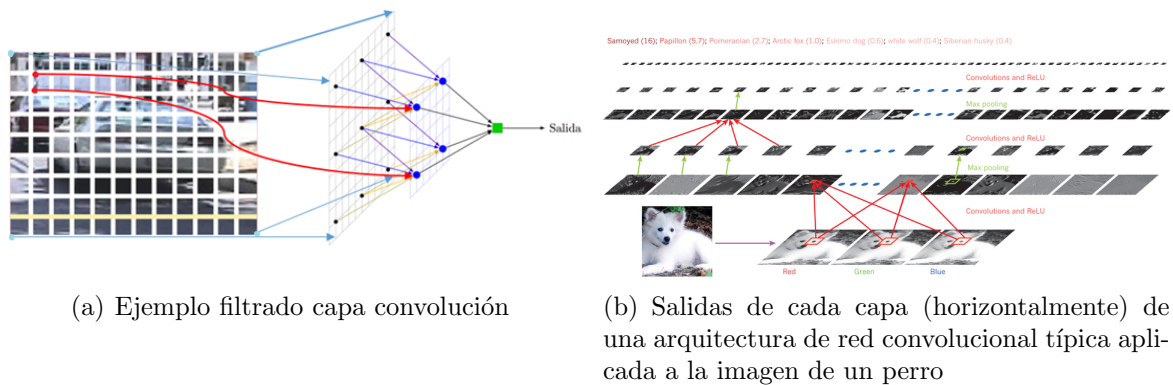 Salida
(a) Ejemplo filtrado capa convolución
Samoyed (16); Papillon (5.7); Pomeranian (2.7); Arctic fox (1.0); Eskimo dog (0.6); white wolf (0.4); Siberian husky (0.4)
Convolutions and ReLU
Max pooling
Convolutions and ReLU
Max pooling
Convolutions and ReLU
Red Green Blue
(b) Salidas de cada capa (horizontalmente) de
una arquitectura de red convolucional típica apli-
cada a la imagen de un perro